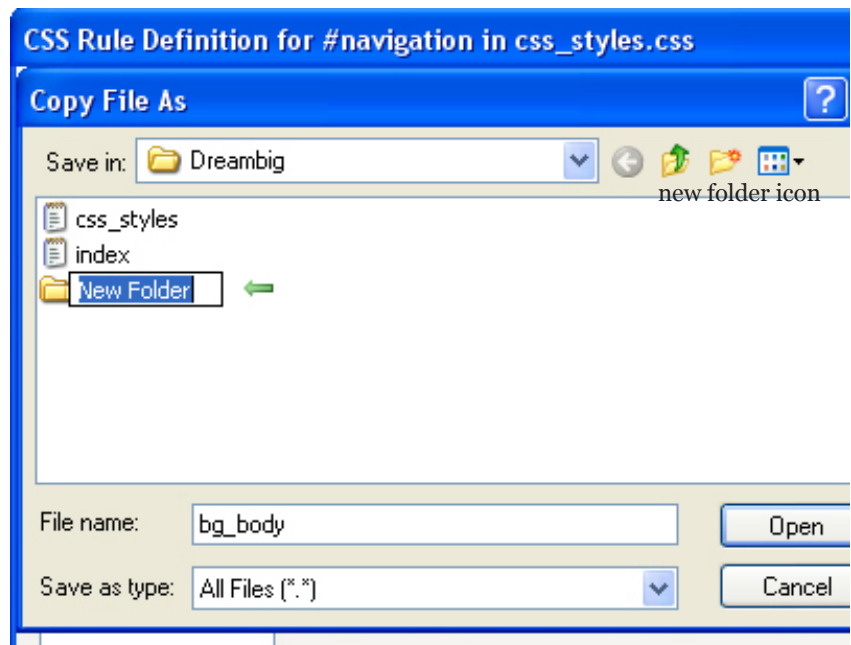 CSS Rule Definition for #navigation in css_styles.css
Copy File As
?
Save in: Dreambig
new folder icon
css_styles
index
New Folder
File name: bg_body Open
Save as type: All Files (*.*) Cancel